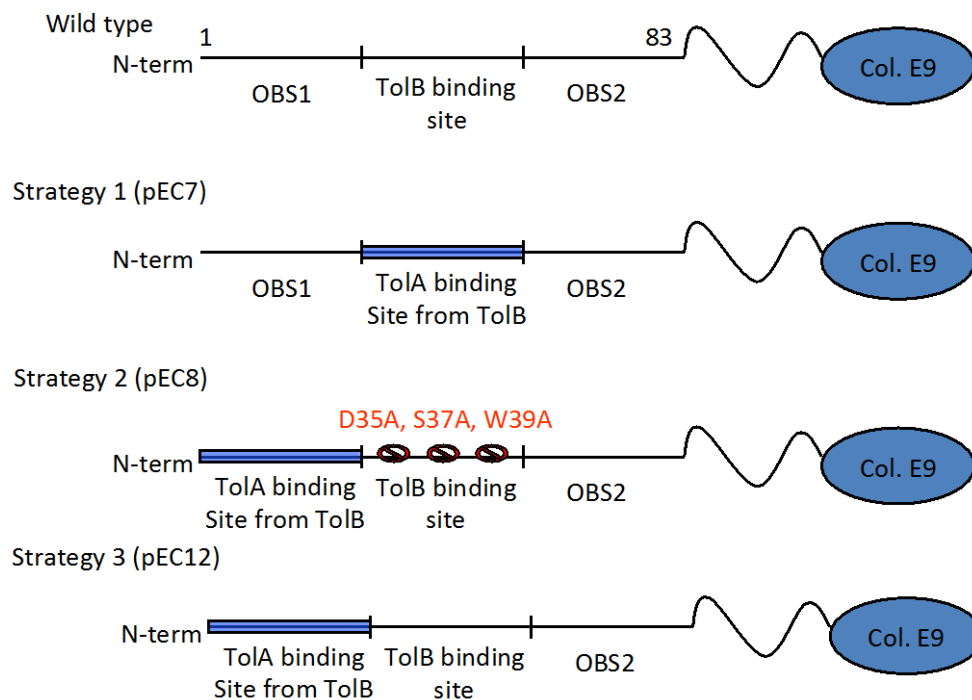 Wild type
1
83
N-term
OBS1
TolB binding
site
OBS2
Col. E9
Strategy 1 (pEC7)
N-term
OBS1
TolA binding
Site from TolB
OBS2
Col. E9
Strategy 2 (pEC8)
D35A, S37A, W39A
N-term
TolA binding
Site from TolB
TolB binding
site
OBS2
Col. E9
Strategy 3 (pEC12)
N-term
TolA binding
Site from TolB
TolB binding
site
OBS2
Col. E9